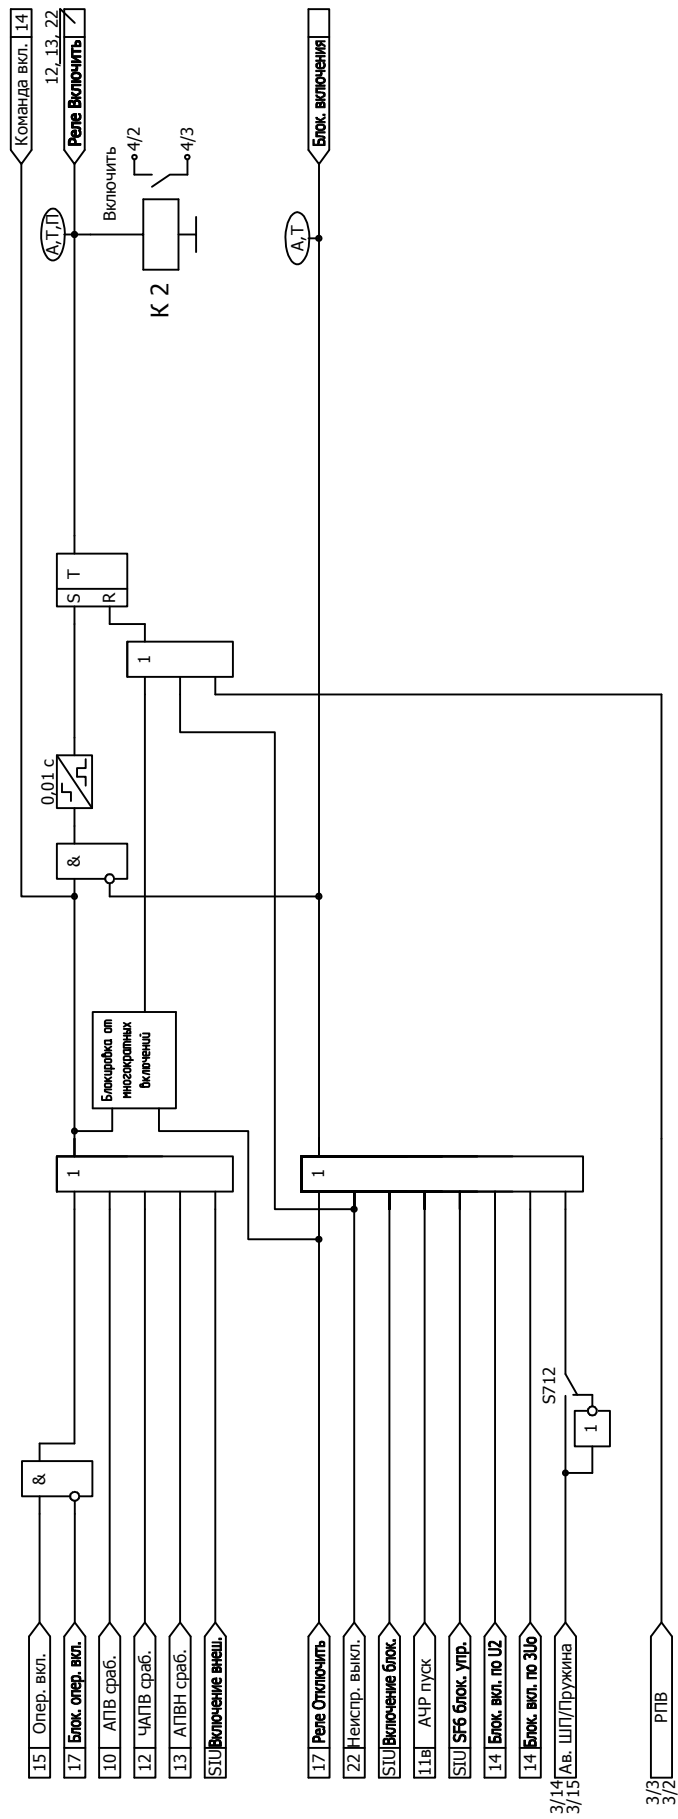 Команда вкл. 14
12, 13, 22
Реле Включить
А,Т,П
Включить
4/2
4/3
К 2
Блок. включения
А,Т
S Т
R
1
0,01 с
&
Блокировка от
многократных
включений
1
1
&
S712
1
15 Опер. вкл.
17 Блок. опер. вкл.
10 АПВ сраб.
12 ЧАПВ сраб.
13 АПВН сраб.
SIU Включение внеш.
17 Реле Отключить
22 Неиспр. выкл.
SIU Включение блок.
11в АЧР пуск
SIU SF6 блок. упр.
14 Блок. вкл. по U2
14 Блок. вкл. по 3Uo
3/14
3/15
Ав. ШП/Пружина
3/3
3/2
РПВ